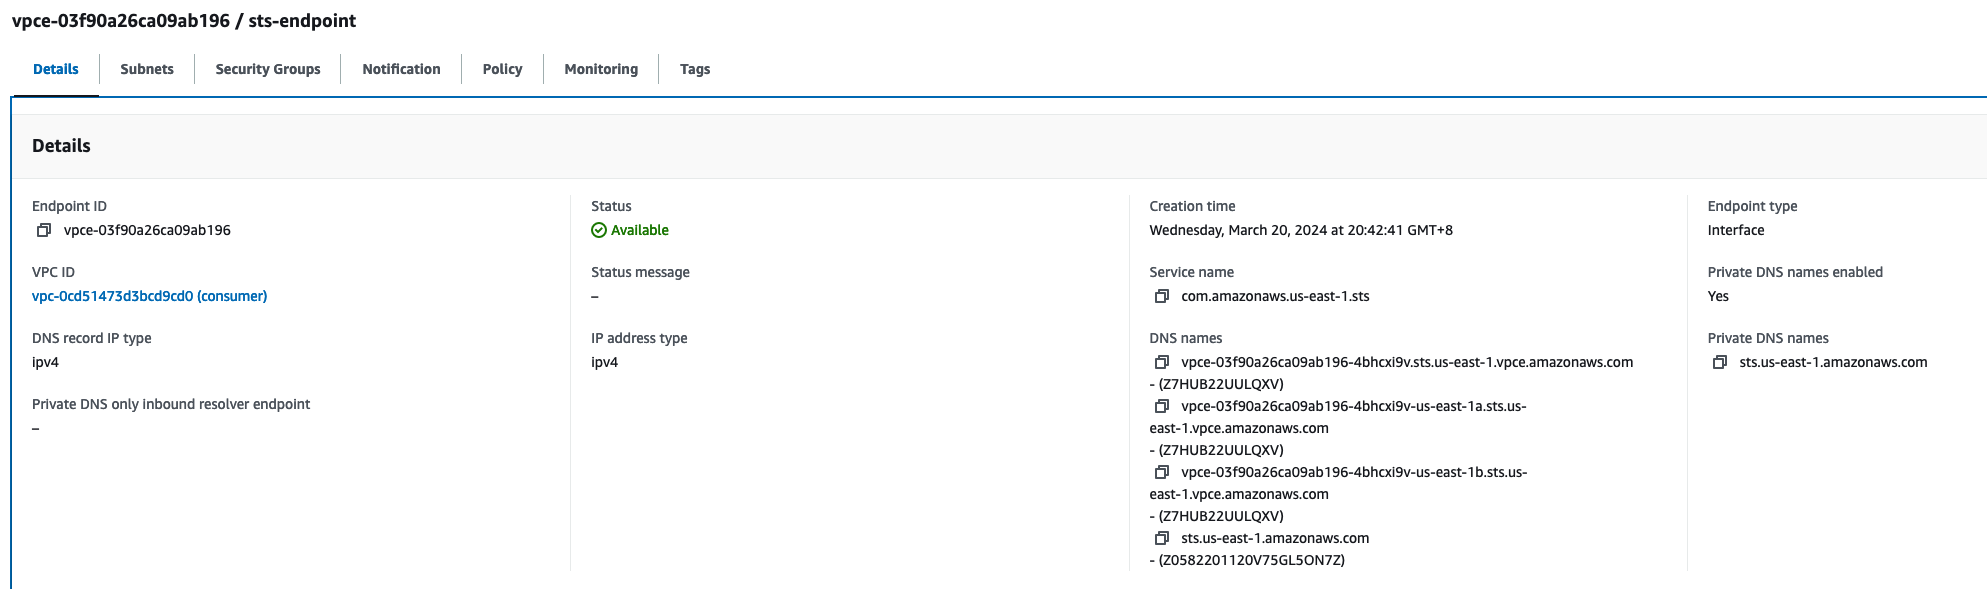 vpce-03f90a26ca09ab196 / sts-endpoint
Details
Subnets
Security Groups
Notification
Policy
Monitoring
Tags
Details
Endpoint ID
vpce-03f90a26ca09ab196
VPC ID
vpc-0cd51473d3bcd9cd0 (consumer)
DNS record IP type
ipv4
Private DNS only inbound resolver endpoint
–
Status
Available
Status message
–
IP address type
ipv4
Creation time
Wednesday, March 20, 2024 at 20:42:41 GMT+8
Service name
com.amazonaws.us-east-1.sts
DNS names
vpce-03f90a26ca09ab196-4bhcxi9v.sts.us-east-1.vpce.amazonaws.com
- (Z7HUB22UULQXV)
vpce-03f90a26ca09ab196-4bhcxi9v-us-east-1a.sts.us-
east-1.vpce.amazonaws.com
- (Z7HUB22UULQXV)
vpce-03f90a26ca09ab196-4bhcxi9v-us-east-1b.sts.us-
east-1.vpce.amazonaws.com
- (Z7HUB22UULQXV)
sts.us-east-1.amazonaws.com
- (Z0582201120V75GL5ON7Z)
Endpoint type
Interface
Private DNS names enabled
Yes
Private DNS names
sts.us-east-1.amazonaws.com